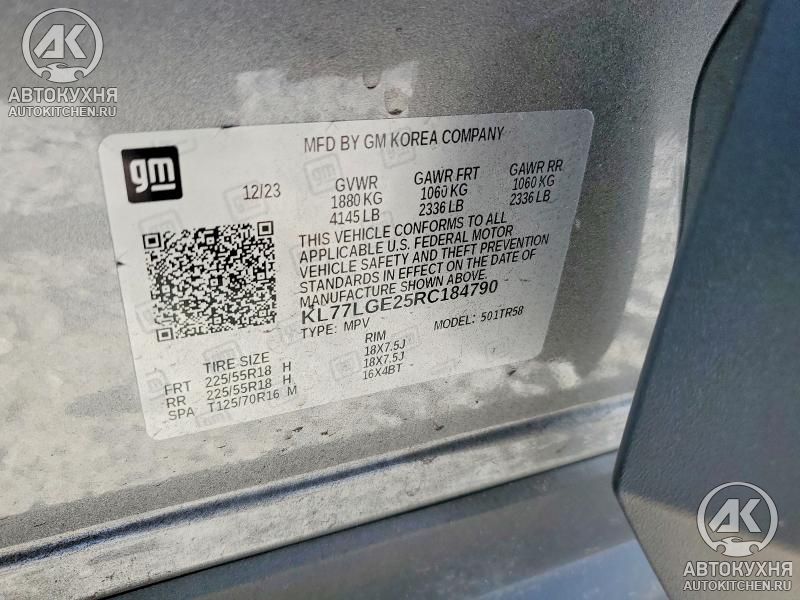 AK
АВТОКУХНЯ
AUTOKITCHEN.RU
MFD BY GM KOREA COMPANY
gm
12/23
GVWR
1880 KG
4145 LB
GAWR FRT
1060 KG
2336 LB
GAWR RR
1060 KG
2336 LB
THIS VEHICLE CONFORMS TO ALL
APPLICABLE U.S. FEDERAL MOTOR
VEHICLE SAFETY AND THEFT PREVENTION
STANDARDS IN EFFECT ON THE DATE OF
MANUFACTURE SHOWN ABOVE.
KL77LGE25RC184790
TYPE: MPV MODEL: 501TR58
TIRE SIZE RIM
FRT 225/55R18 H 18X7.5J
RR 225/55R18 H 18X7.5J
SPA T125/70R16 M 16X4BT
AK
АВТОКУХНЯ
AUTOKITCHEN.RU